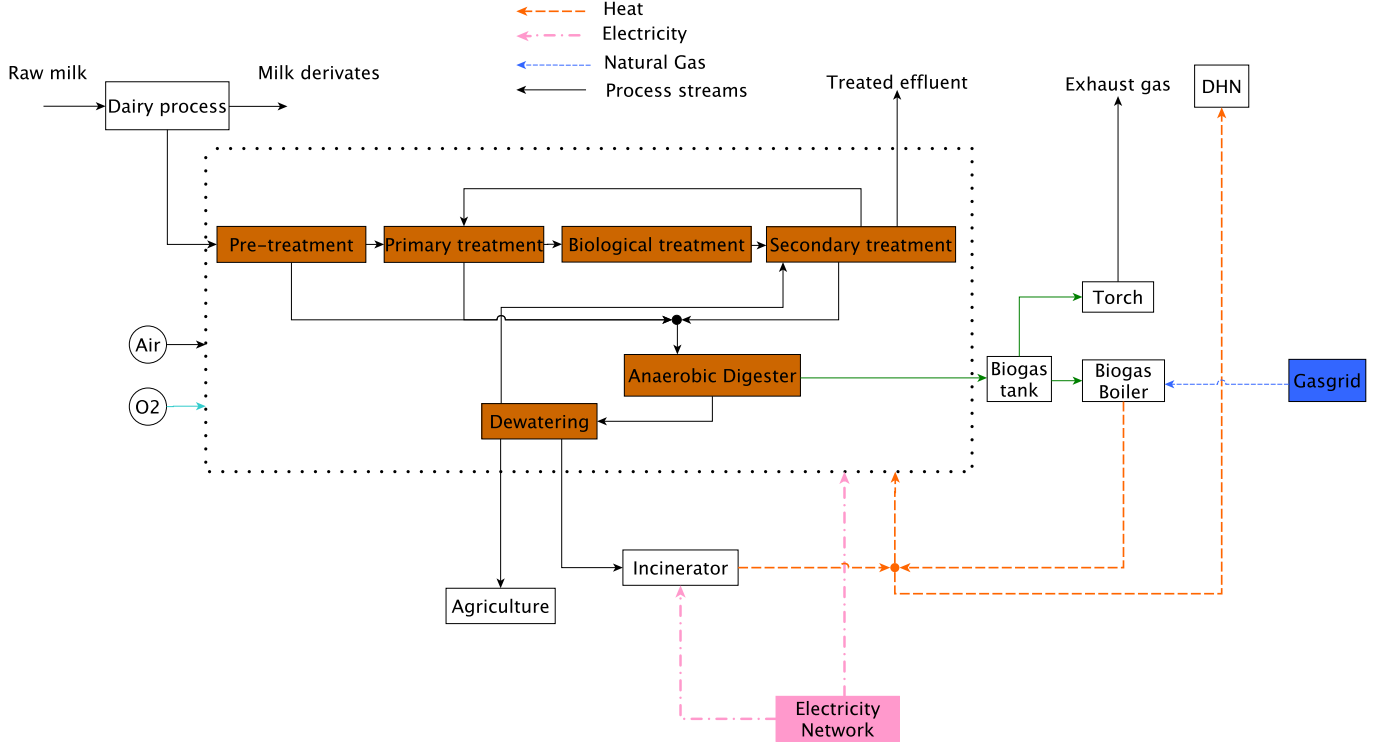 Heat
Electricity
Natural Gas
Process streams
Raw milk
Milk derivates
Dairy process
Treated effluent
Exhaust gas
DHN
Pre-treatment
Primary treatment
Biological treatment
Secondary treatment
Torch
Air
Anaerobic Digester
Biogas
tank
Biogas
Boiler
Gasgrid
O2
Dewatering
Incinerator
Agriculture
Electricity
Network